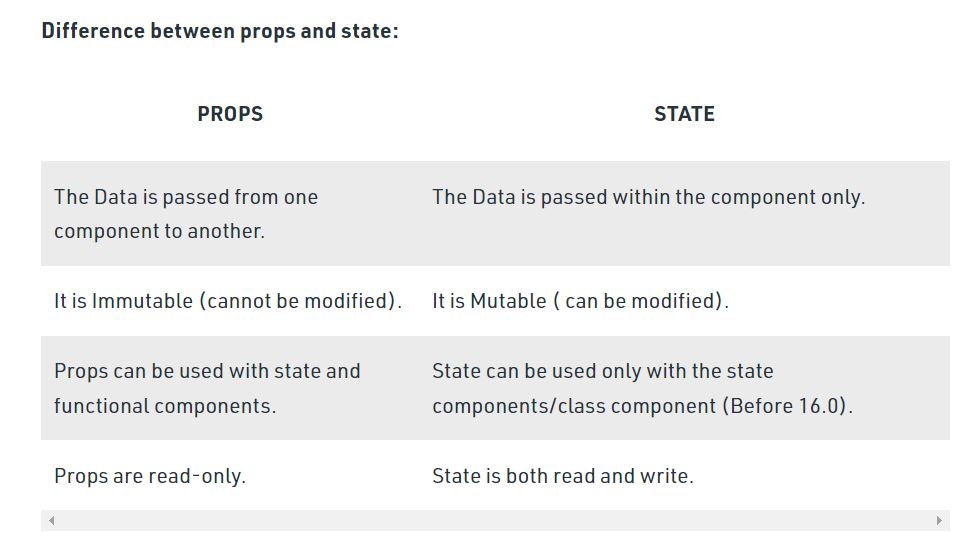 Difference between props and state:
PROPS
STATE
The Data is passed from one
component to another.
The Data is passed within the component only.
It is Immutable (cannot be modified).
It is Mutable ( can be modified).
Props can be used with state and
functional components.
State can be used only with the state
components/class component (Before 16.0).
Props are read-only.
State is both read and write.